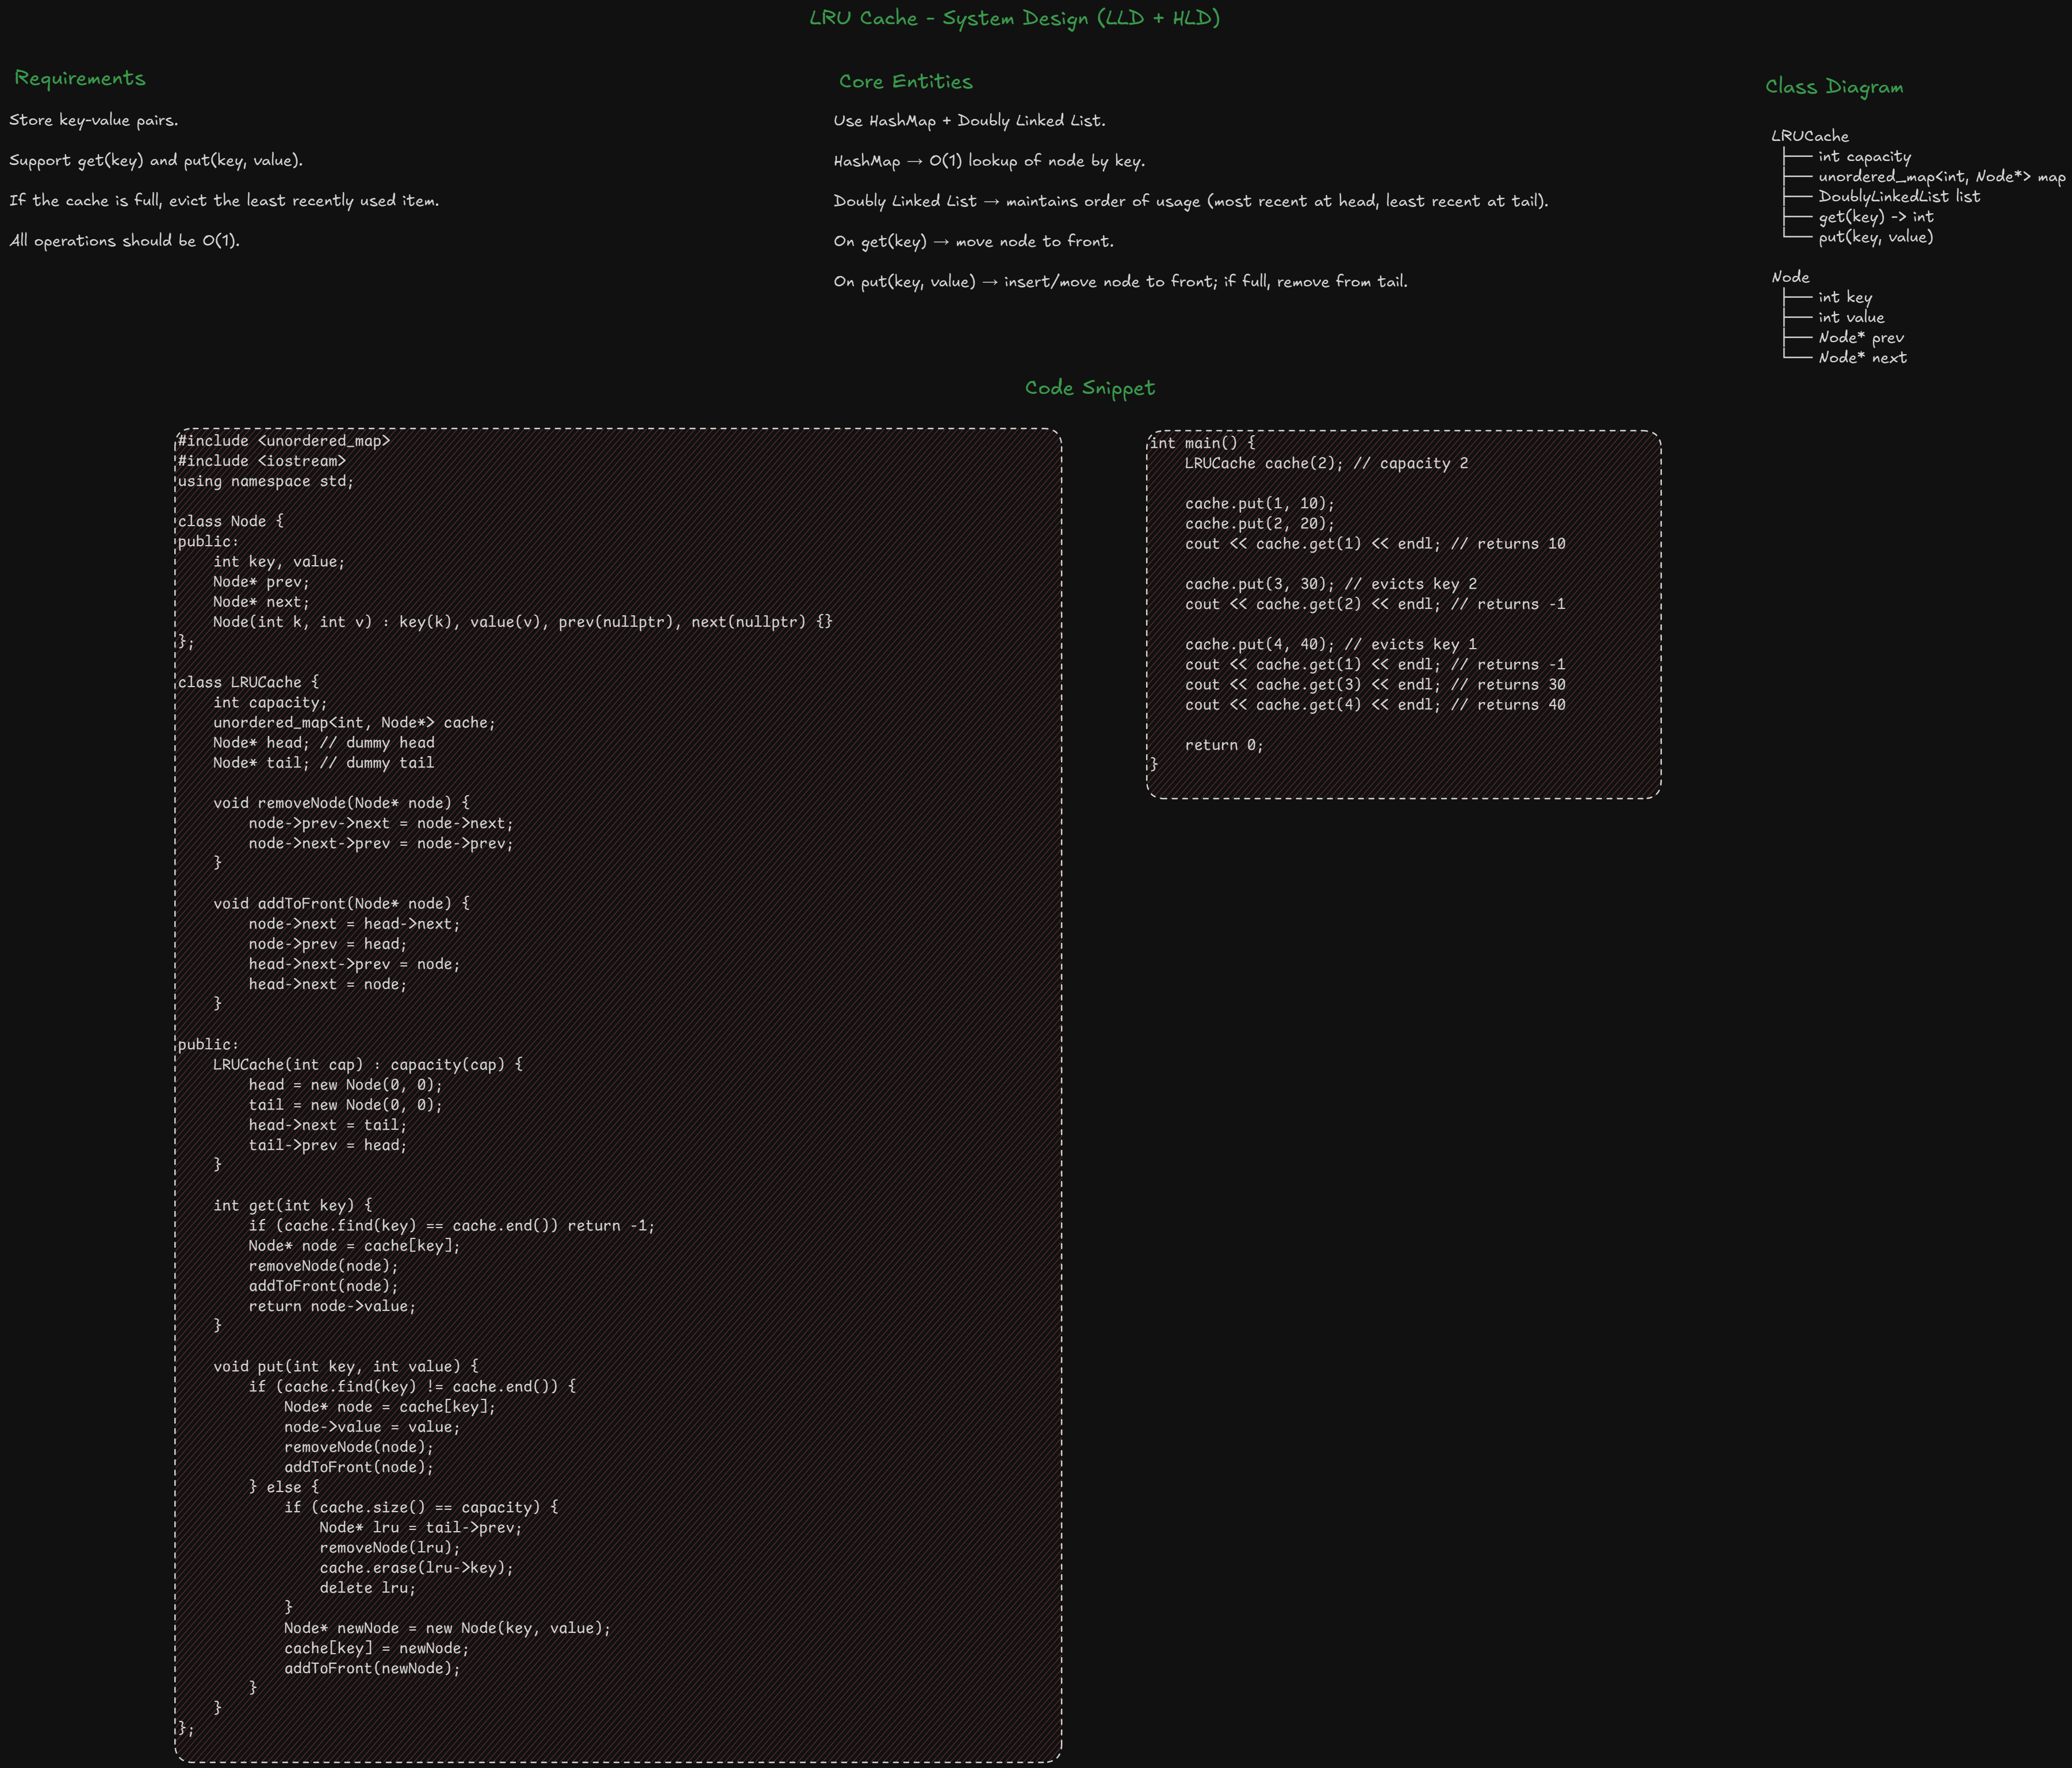 LRU Cache - System Design (LLD + HLD)
Requirements
Store key-value pairs.
Support get(key) and put(key, value).
If the cache is full, evict the least recently used item.
All operations should be O(1).
Core Entities
Use HashMap + Doubly Linked List.
HashMap → O(1) lookup of node by key.
Doubly Linked List → maintains order of usage (most recent at head, least recent at tail).
On get(key) → move node to front.
On put(key, value) → insert/move node to front; if full, remove from tail.
Class Diagram
LRUCache
├── int capacity
├── unordered_map<int, Node*> map
├── DoublyLinkedList list
├── get(key) -> int
└── put(key, value)
Node
├── int key
├── int value
├── Node* prev
└── Node* next
Code Snippet
#include <unordered_map>
#include <iostream>
using namespace std;
class Node {
public:
    int key, value;
    Node* prev;
    Node* next;
    Node(int k, int v) : key(k), value(v), prev(nullptr), next(nullptr) {}
};
class LRUCache {
    int capacity;
    unordered_map<int, Node*> cache;
    Node* head; // dummy head
    Node* tail; // dummy tail
    void removeNode(Node* node) {
        node->prev->next = node->next;
        node->next->prev = node->prev;
    }
    void addToFront(Node* node) {
        node->next = head->next;
        node->prev = head;
        head->next->prev = node;
        head->next = node;
    }
public:
    LRUCache(int cap) : capacity(cap) {
        head = new Node(0, 0);
        tail = new Node(0, 0);
        head->next = tail;
        tail->prev = head;
    }
    int get(int key) {
        if (cache.find(key) == cache.end()) return -1;
        Node* node = cache[key];
        removeNode(node);
        addToFront(node);
        return node->value;
    }
    void put(int key, int value) {
        if (cache.find(key) != cache.end()) {
            Node* node = cache[key];
            node->value = value;
            removeNode(node);
            addToFront(node);
        } else {
            if (cache.size() == capacity) {
                Node* lru = tail->prev;
                removeNode(lru);
                cache.erase(lru->key);
                delete lru;
            }
            Node* newNode = new Node(key, value);
            cache[key] = newNode;
            addToFront(newNode);
        }
    }
};
int main() {
    LRUCache cache(2); // capacity 2
    cache.put(1, 10);
    cache.put(2, 20);
    cout << cache.get(1) << endl; // returns 10
    cache.put(3, 30); // evicts key 2
    cout << cache.get(2) << endl; // returns -1
    cache.put(4, 40); // evicts key 1
    cout << cache.get(1) << endl; // returns -1
    cout << cache.get(3) << endl; // returns 30
    cout << cache.get(4) << endl; // returns 40
    return 0;
}